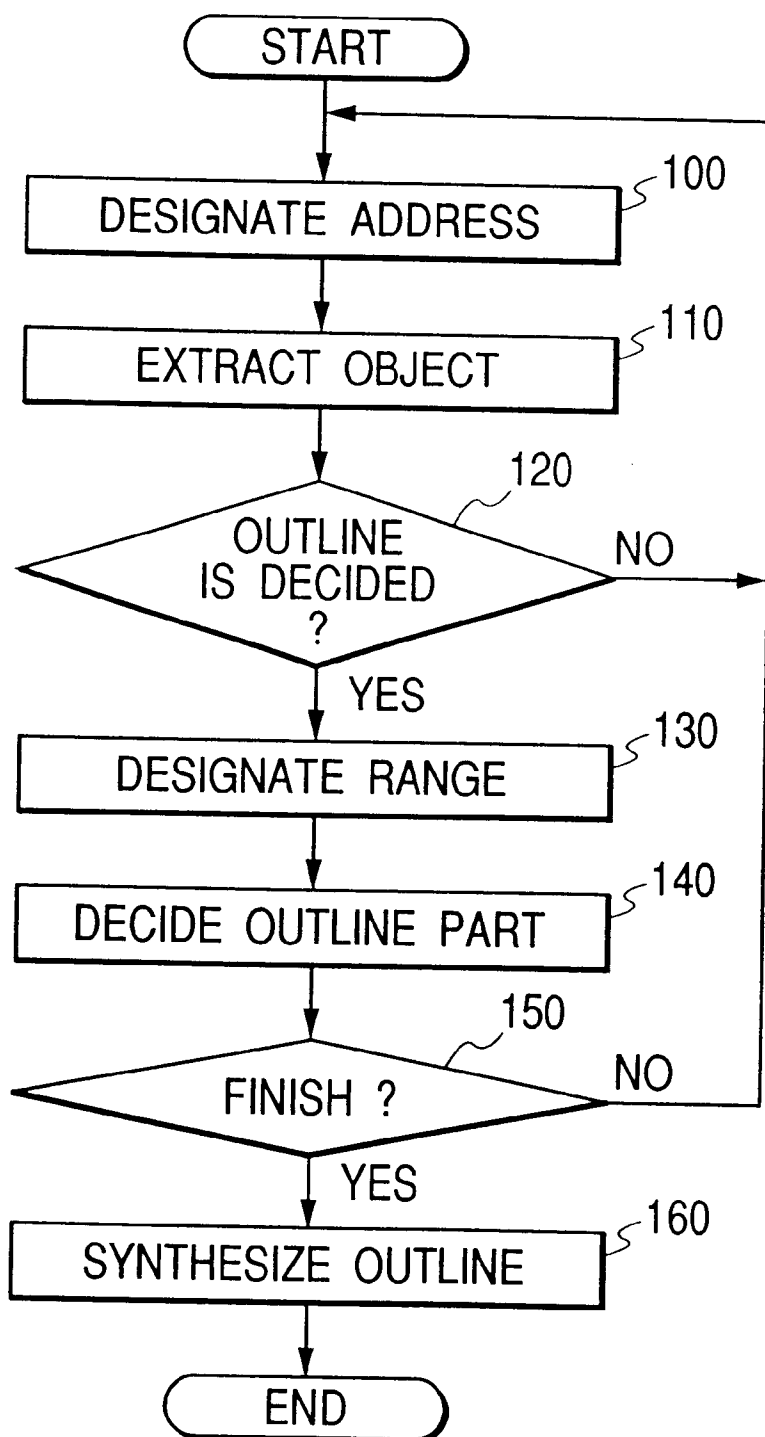 START
100
DESIGNATE ADDRESS
110
EXTRACT OBJECT
120
OUTLINE
IS DECIDED
?
NO
YES
130
DESIGNATE RANGE
140
DECIDE OUTLINE PART
150
FINISH ?
NO
YES
160
SYNTHESIZE OUTLINE
END